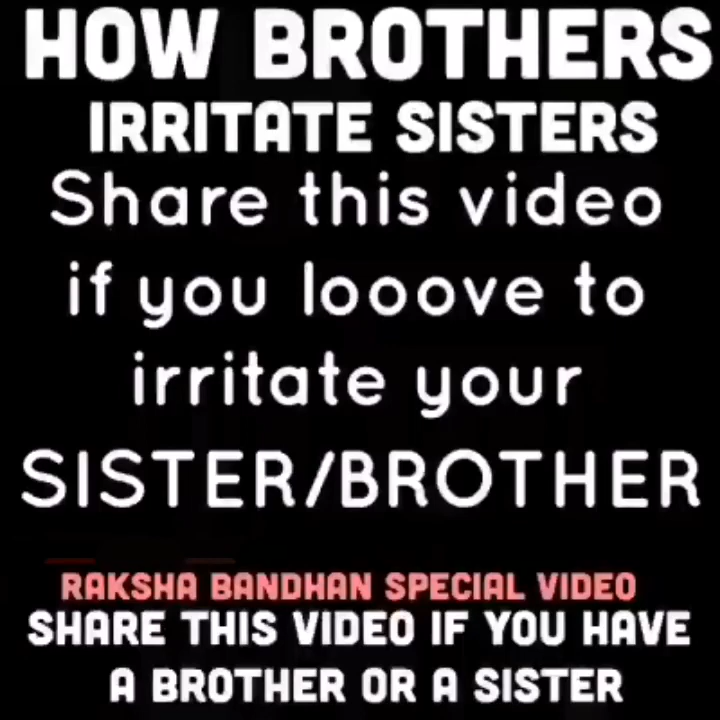 HOW BROTHERS
IRRITATE SISTERS
Share this video
if you looove to
irritate your
SISTER/BROTHER
RAKSHA BANDHAN SPECIAL VIDEO
SHARE THIS VIDEO IF YOU HAVE
A BROTHER OR A SISTER